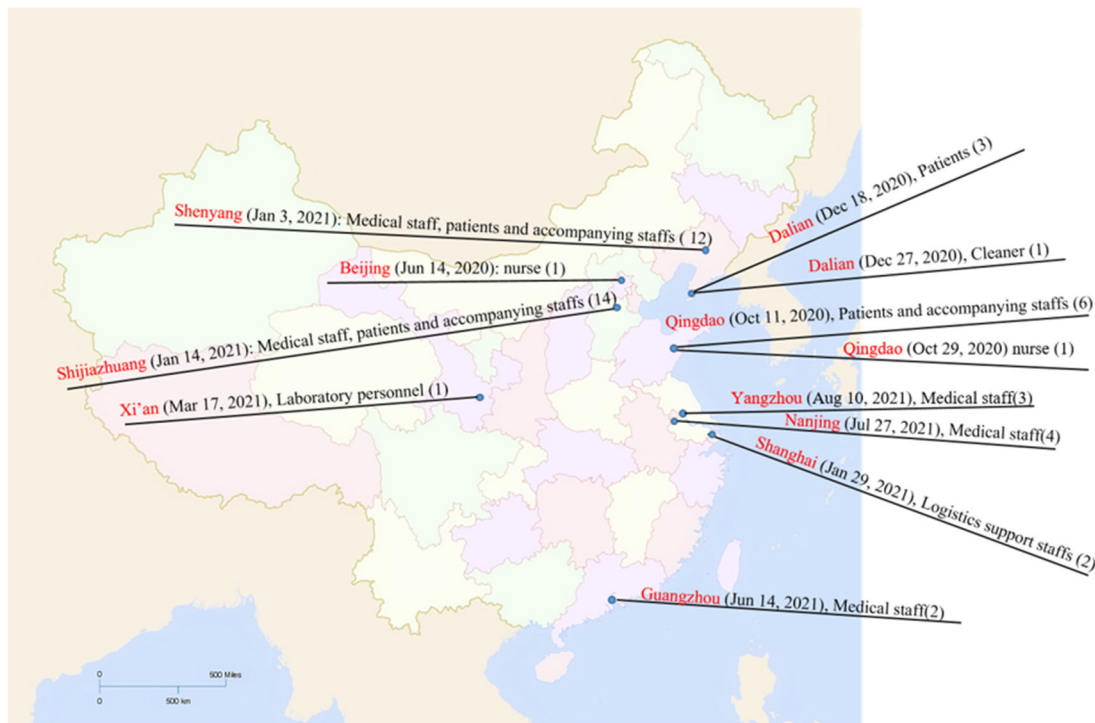 Dalian (Dec 18, 2020), Patients (3)
Shenyang (Jan 3, 2021): Medical staff, patients and accompanying staffs ( 12)
Dalian (Dec 27, 2020), Cleaner (1)
Beijing (Jun 14, 2020): nurse (1)
Qingdao (Oct 11, 2020), Patients and accompanying staffs (6)
Shijiazhuang (Jan 14, 2021): Medical staff, patients and accompanying staffs (14)
Qingdao (Oct 29, 2020) nurse (1)
Xi’an (Mar 17, 2021), Laboratory personnel (1)
Yangzhou (Aug 10, 2021), Medical staff(3)
Nanjing (Jul 27, 2021), Medical staff(4)
Shanghai (Jan 29, 2021), Logistics support staffs (2)
Guangzhou (Jun 14, 2021), Medical staff(2)
0 500 Miles
0 500 km